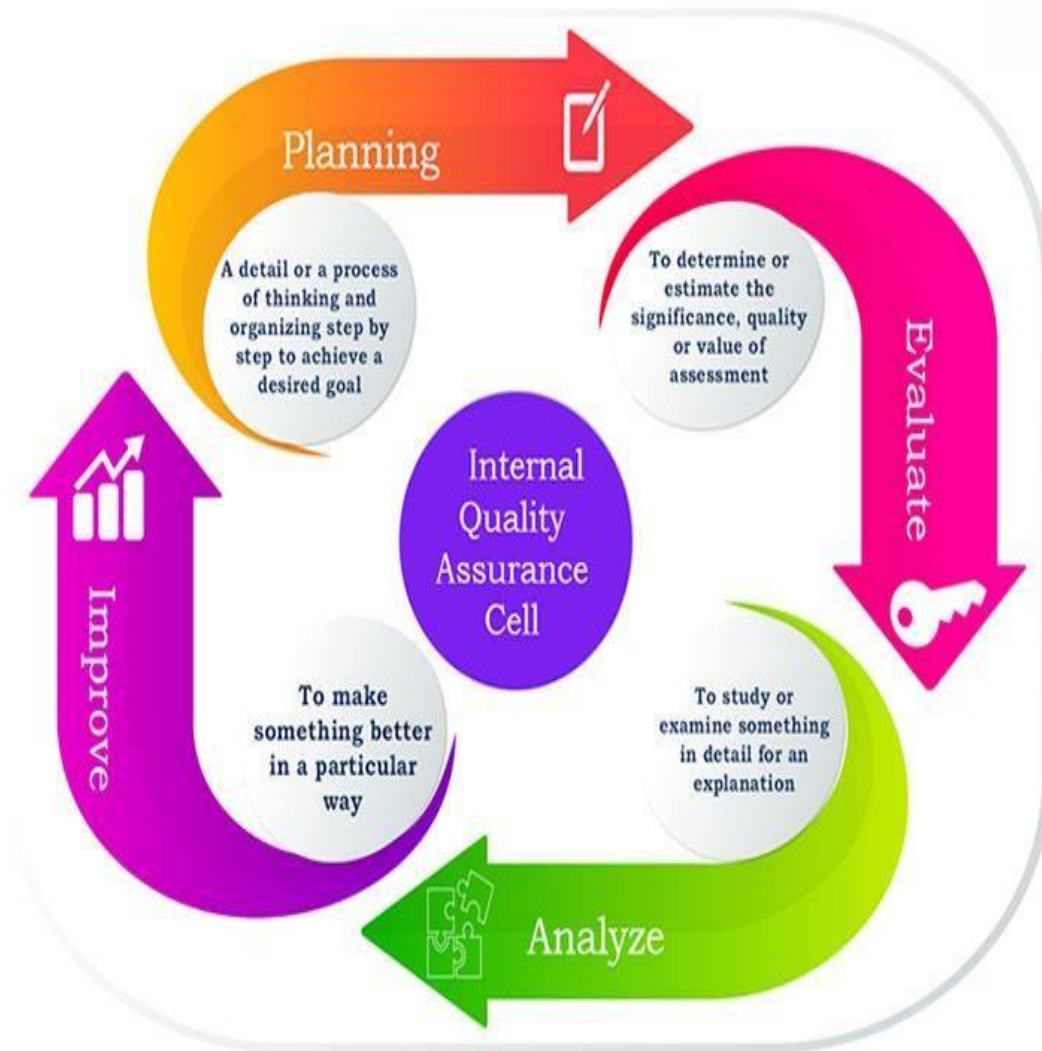 Planning
A detail or a process
of thinking and
organizing step by
step to achieve a
desired goal
To determine or
estimate the
significance, quality
or value of
assessment
Evaluate
Internal
Quality
Assurance
Cell
To study or
examine something
in detail for an
explanation
Analyze
To make
something better
in a particular
way
Improve